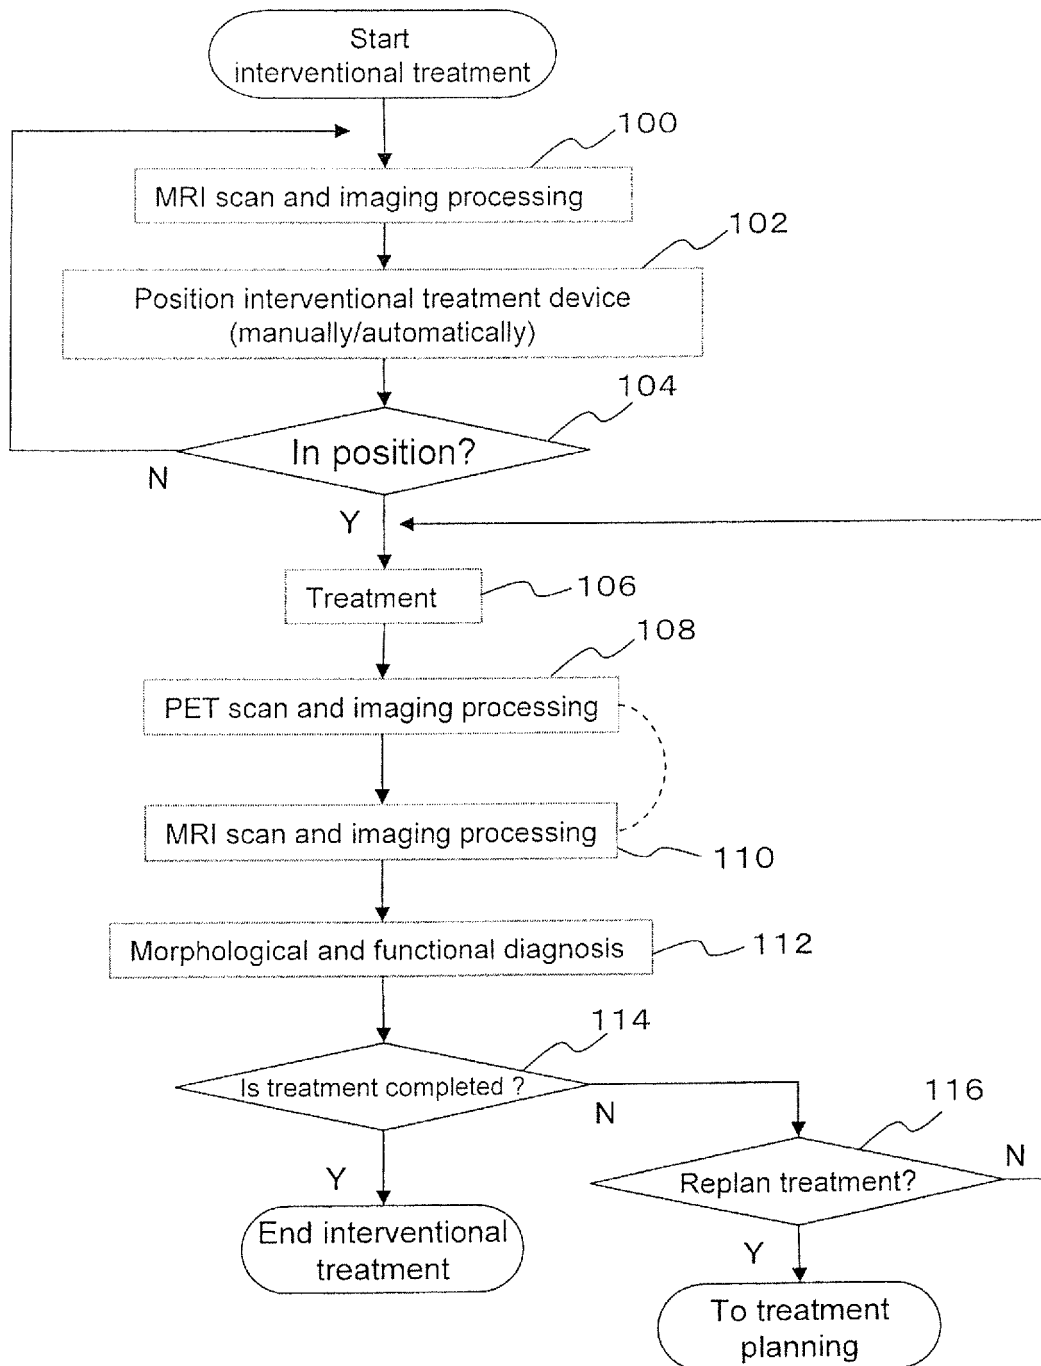 Start
interventional treatment
100
MRI scan and imaging processing
102
Position interventional treatment device
(manually/automatically)
104
In position?
N
Y
Treatment
106
108
PET scan and imaging processing
MRI scan and imaging processing
110
Morphological and functional diagnosis
112
114
Is treatment completed ?
N
116
Replan treatment?
N
Y
End interventional
treatment
Y
To treatment
planning